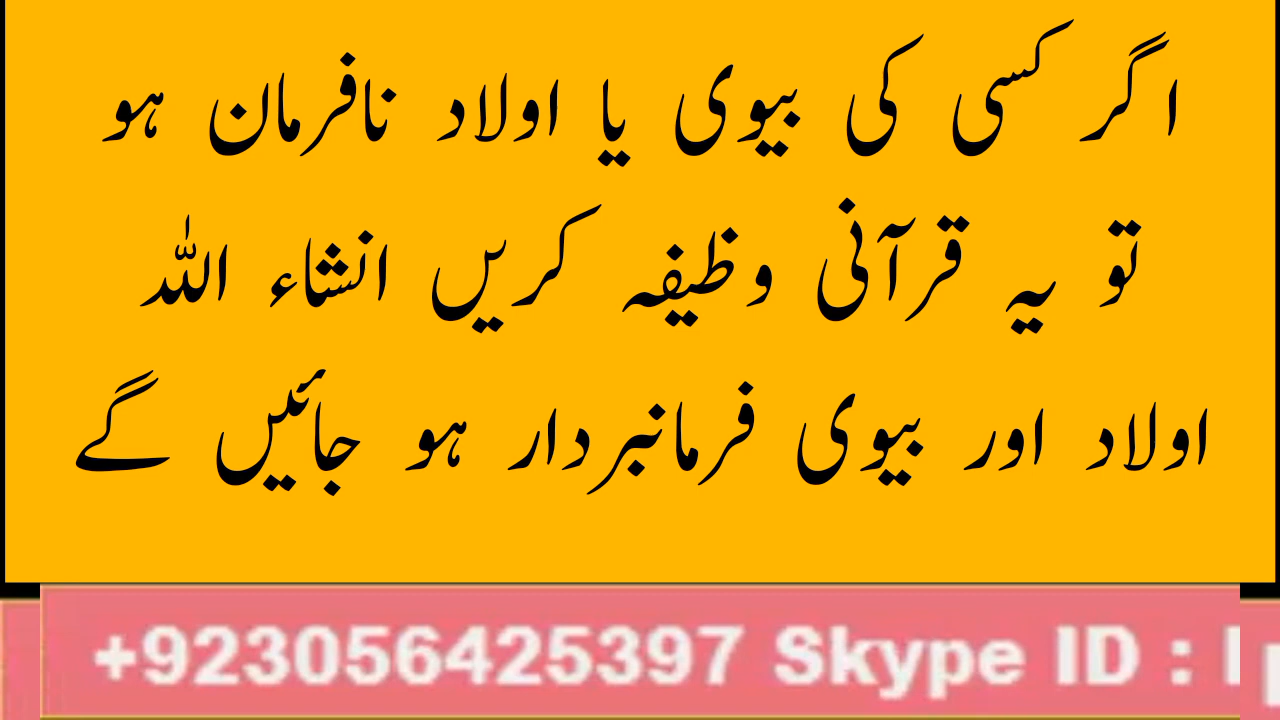 اگر کسی کی بیوی یا اولاد نافرمان ہو
تو یہ قرآنی وظیفہ کریں انشاء اللہ
اولاد اور بیوی فرمانبردار ہو جائیں گے
+923056425397 Skype ID :